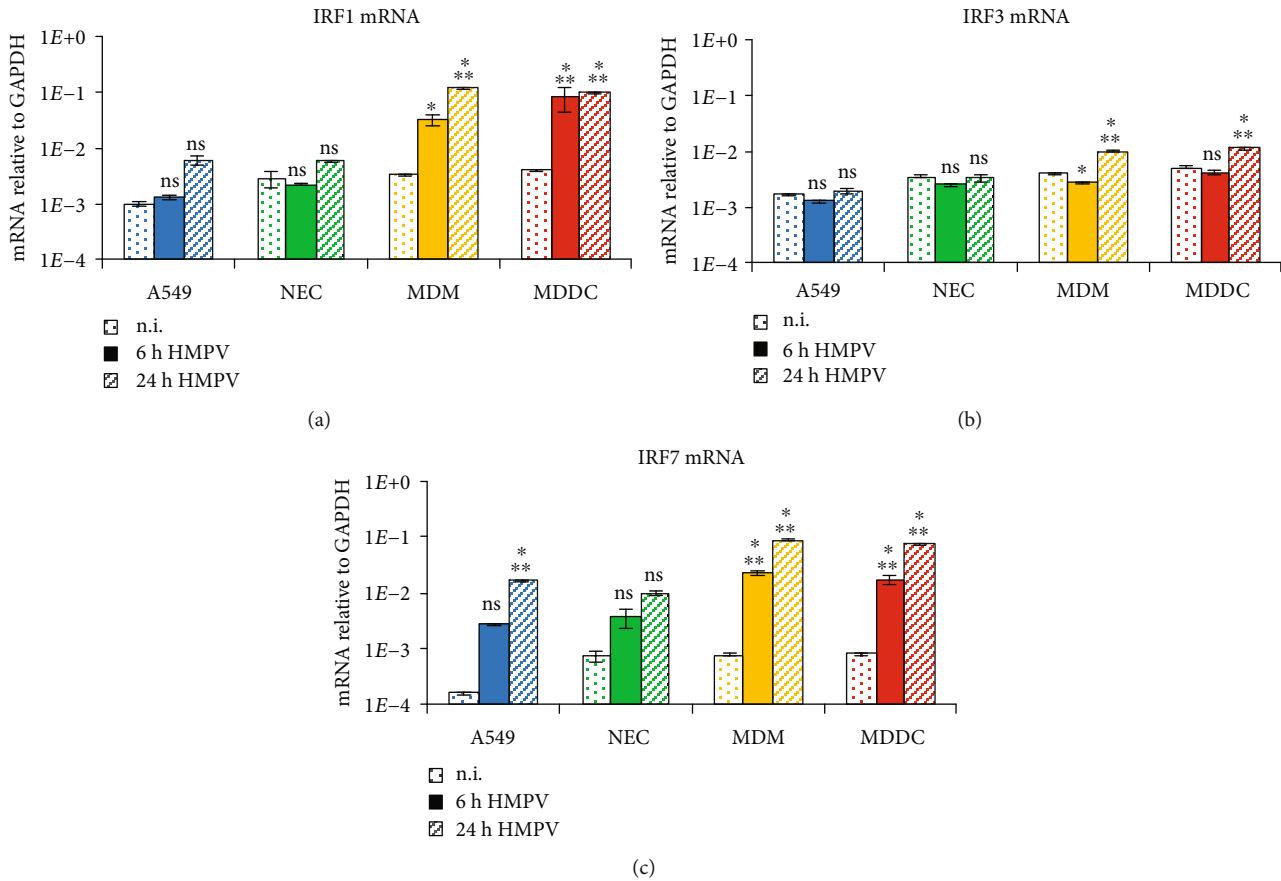 IRF1 mRNA
mRNA relative to GAPDH
1E+0
1E−1
1E−2
1E−3
1E−4
ns
ns
ns
ns
*
*
**
*
**
*
**
A549 NEC MDM MDDC
n.i.
6 h HMPV
24 h HMPV
(a)
IRF3 mRNA
mRNA relative to GAPDH
1E+0
1E−1
1E−2
1E−3
1E−4
ns
ns
ns
ns
*
*
**
ns
*
**
A549 NEC MDM MDDC
n.i.
6 h HMPV
24 h HMPV
(b)
IRF7 mRNA
mRNA relative to GAPDH
1E+0
1E−1
1E−2
1E−3
1E−4
ns
*
**
ns
ns
*
**
*
**
*
**
*
**
A549 NEC MDM MDDC
n.i.
6 h HMPV
24 h HMPV
(c)